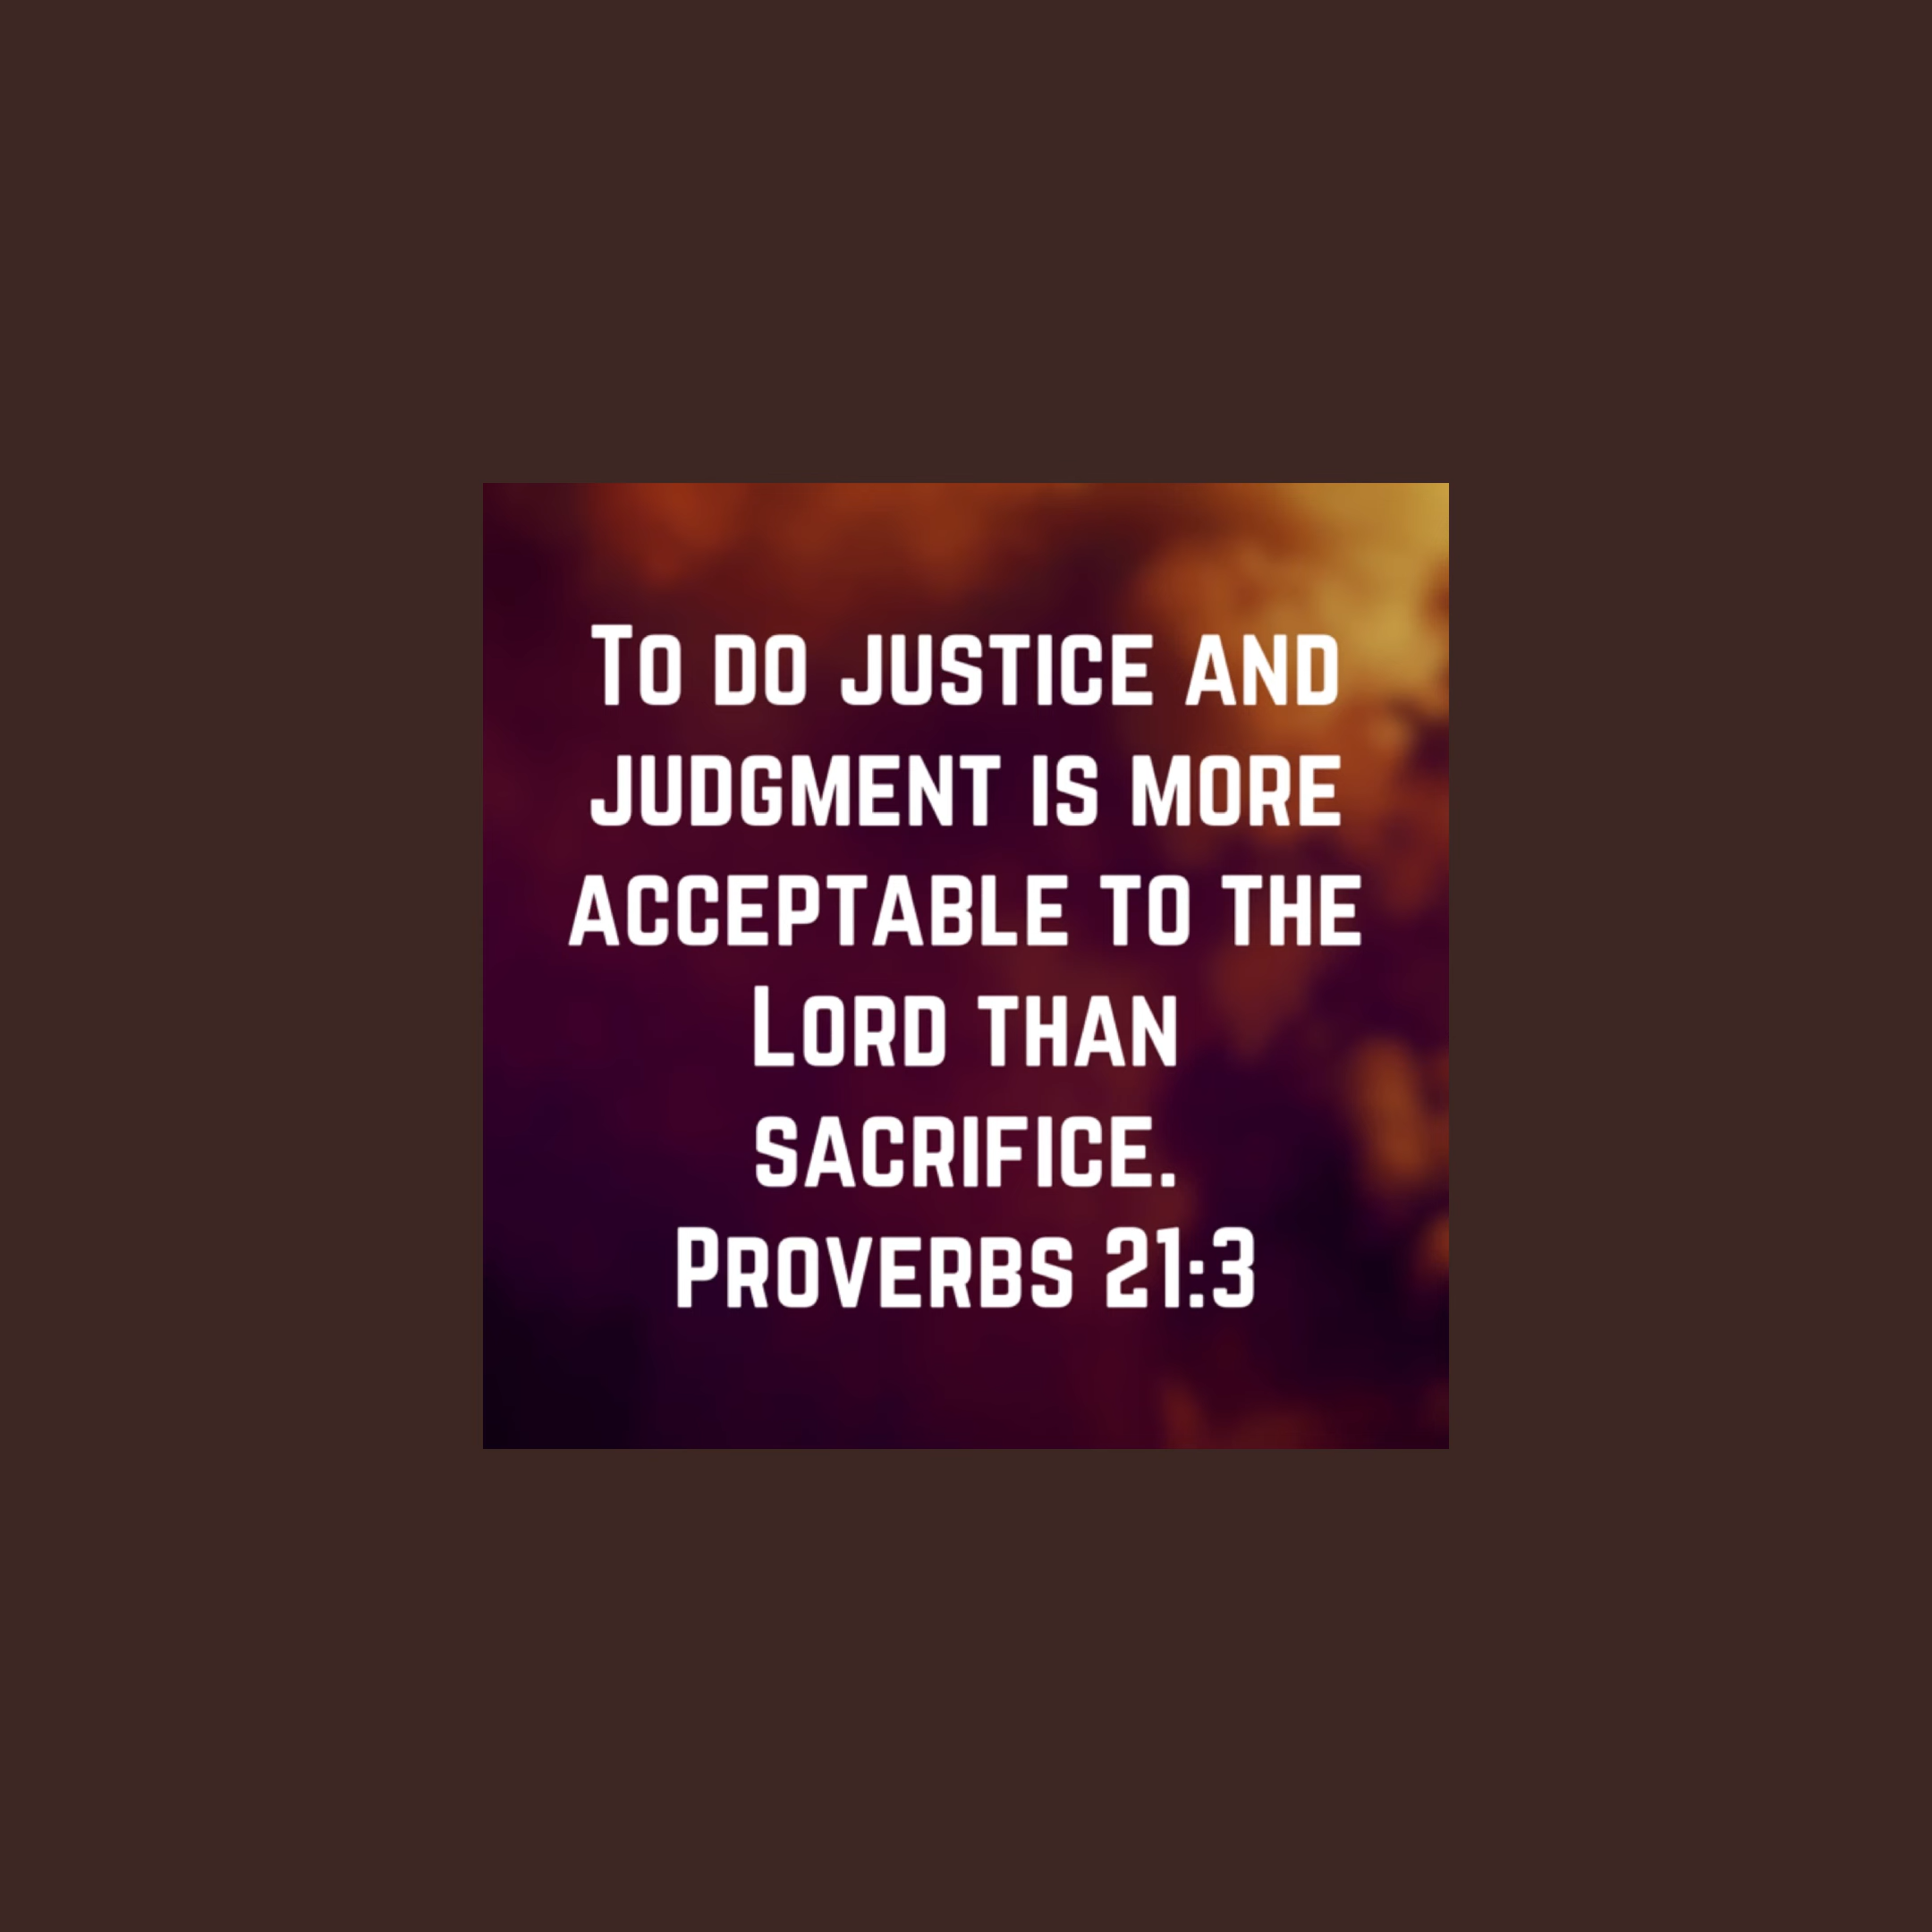 To do justice and
judgment is more
acceptable to the
Lord than
sacrifice.
Proverbs 21:3